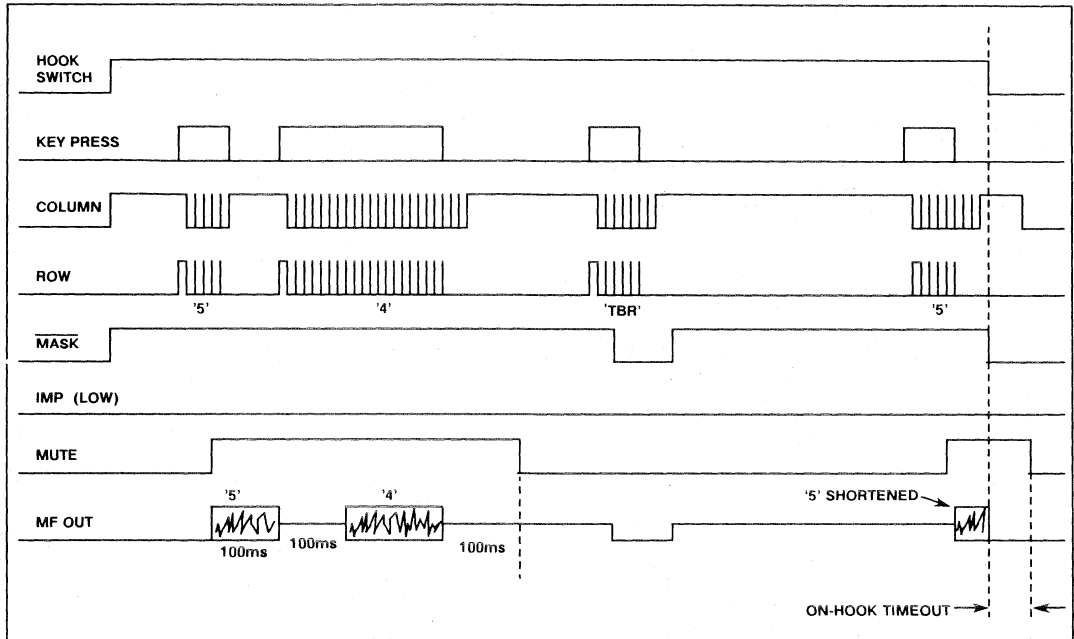 HOOK
SWITCH
KEY PRESS
COLUMN
ROW
'5' '4' 'TBR' '5'
MASK
IMP (LOW)
MUTE
'5' '4' '5' SHORTENED
MF OUT
100ms 100ms 100ms
ON-HOOK TIMEOUT